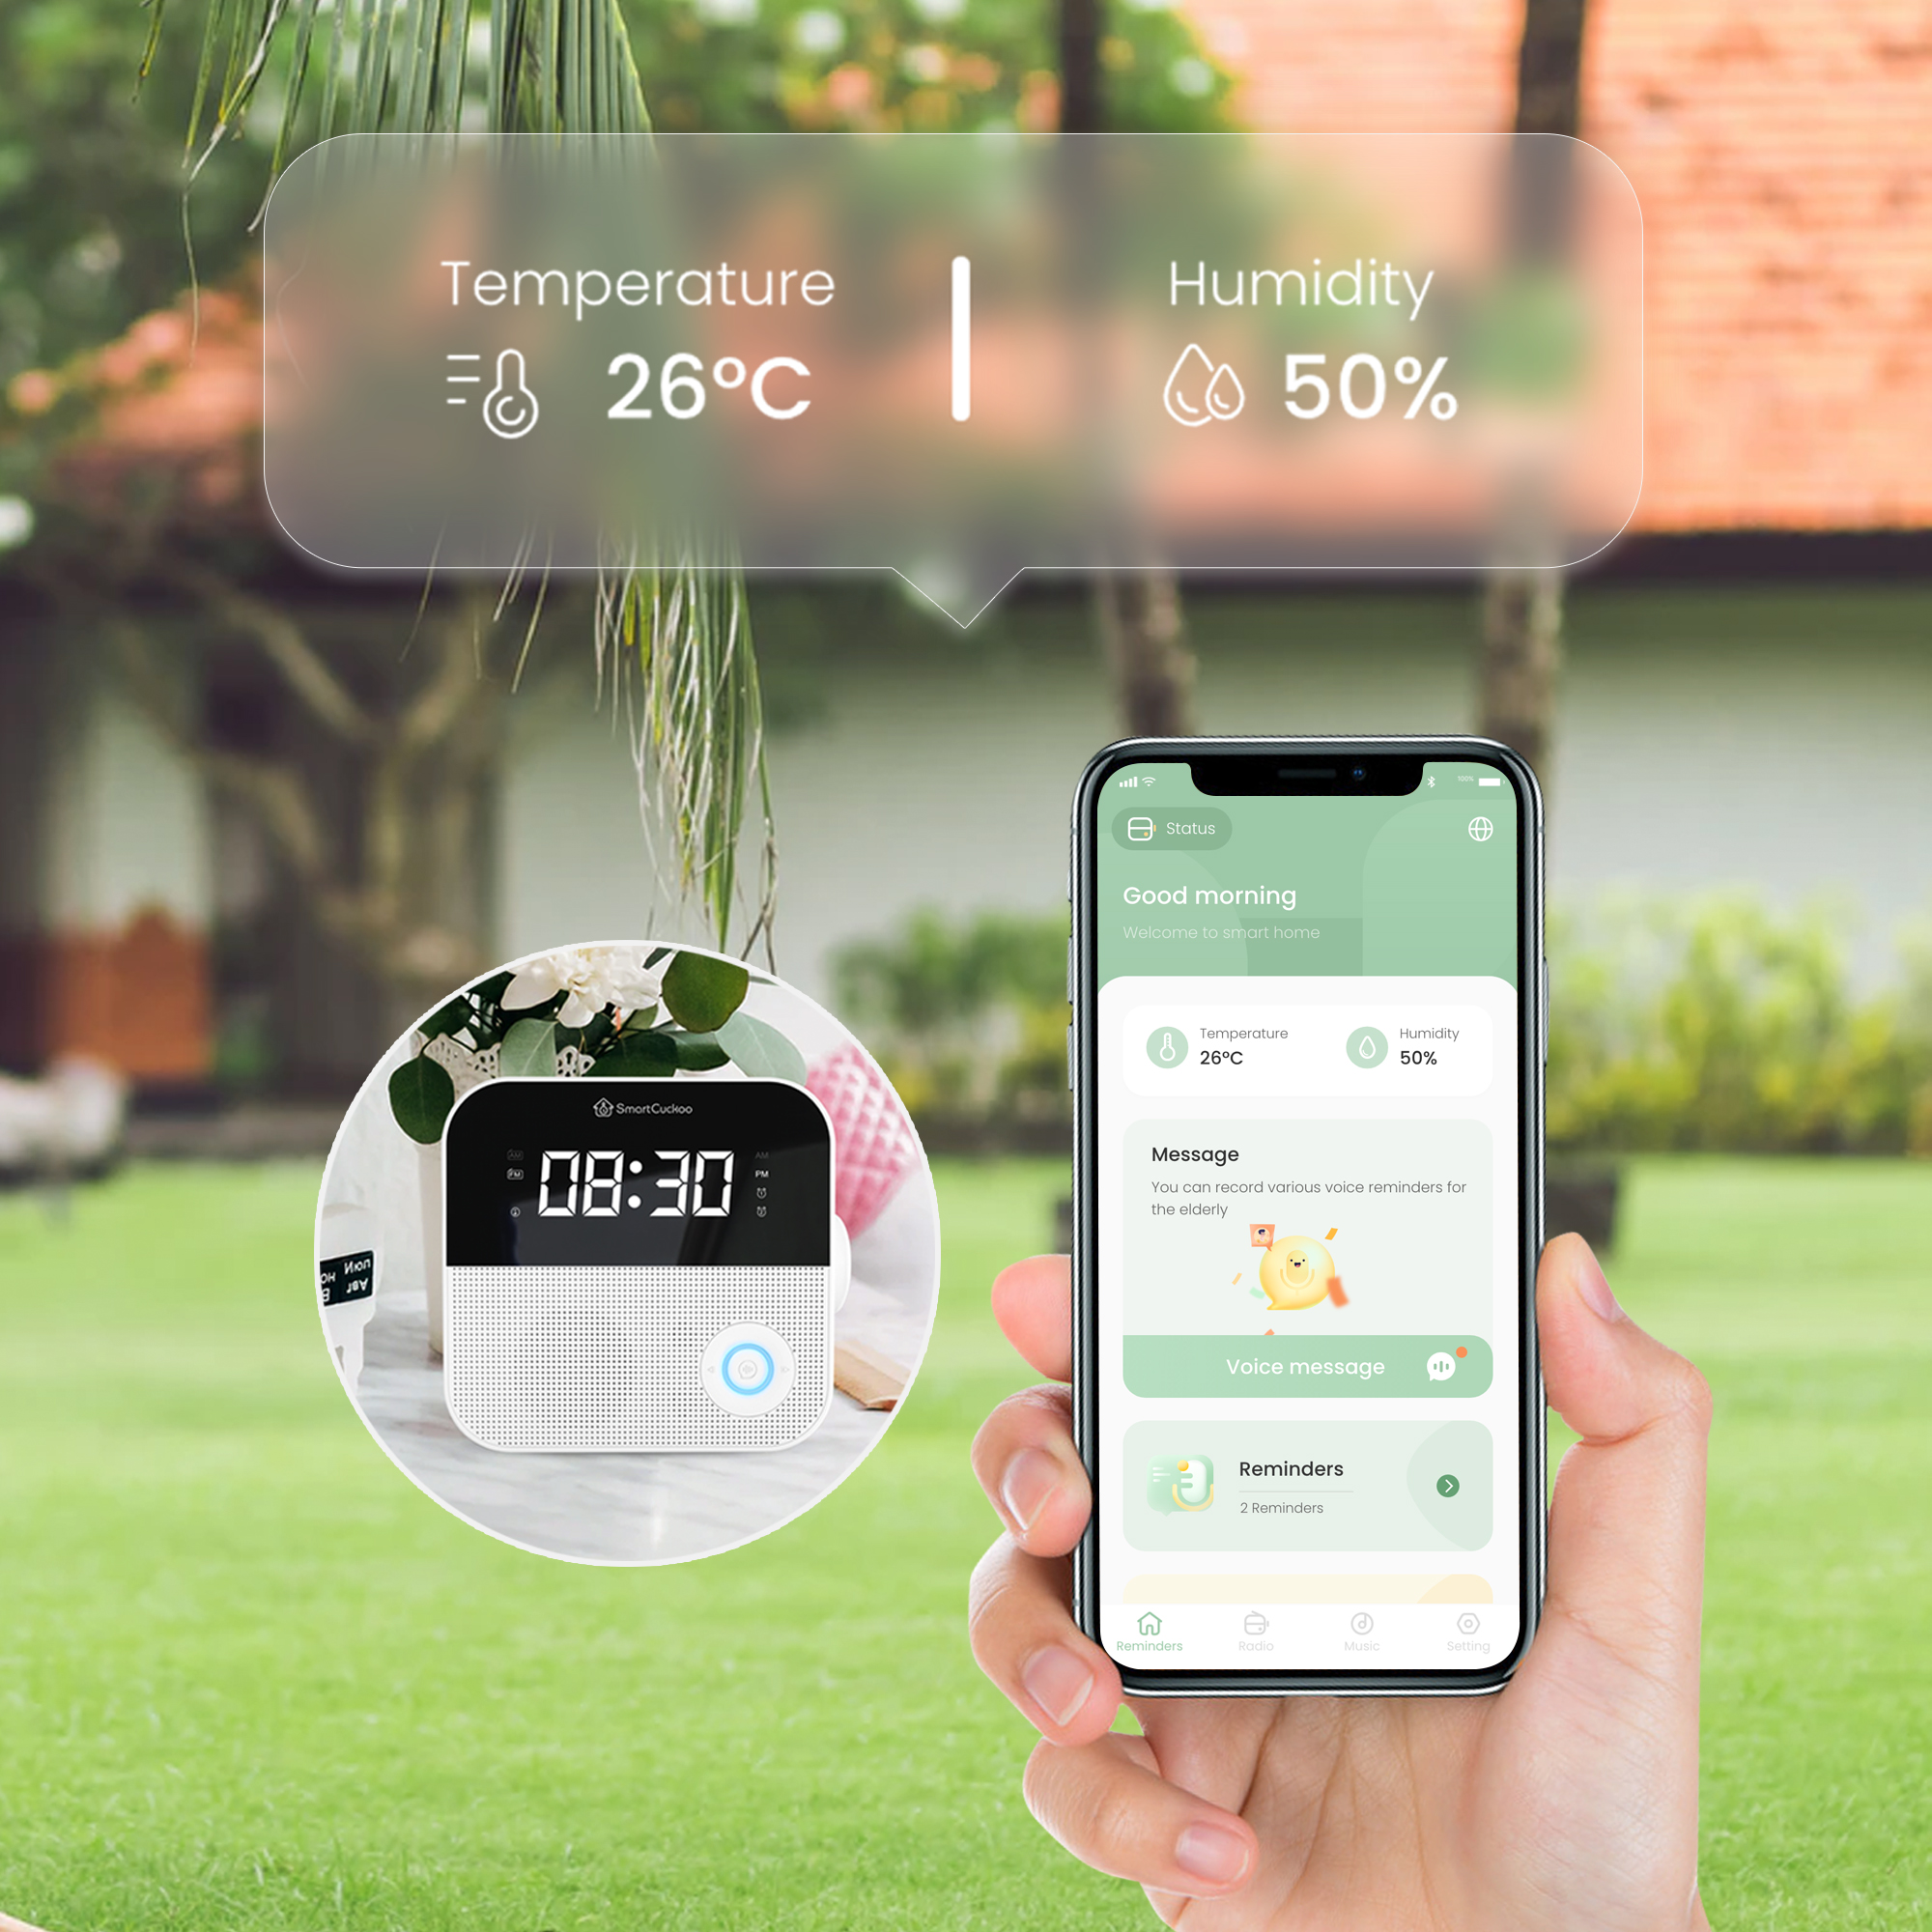 Temperature
26°C
Humidity
50%
100%
Status
Good morning
Welcome to smart home
Temperature
26°C
Humidity
50%
Message
You can record various voice reminders for
the elderly
Voice message
Reminders
2 Reminders
Reminders
Radio
Music
Setting
SmartCuckoo
AM
FM
08:30
AM
PM